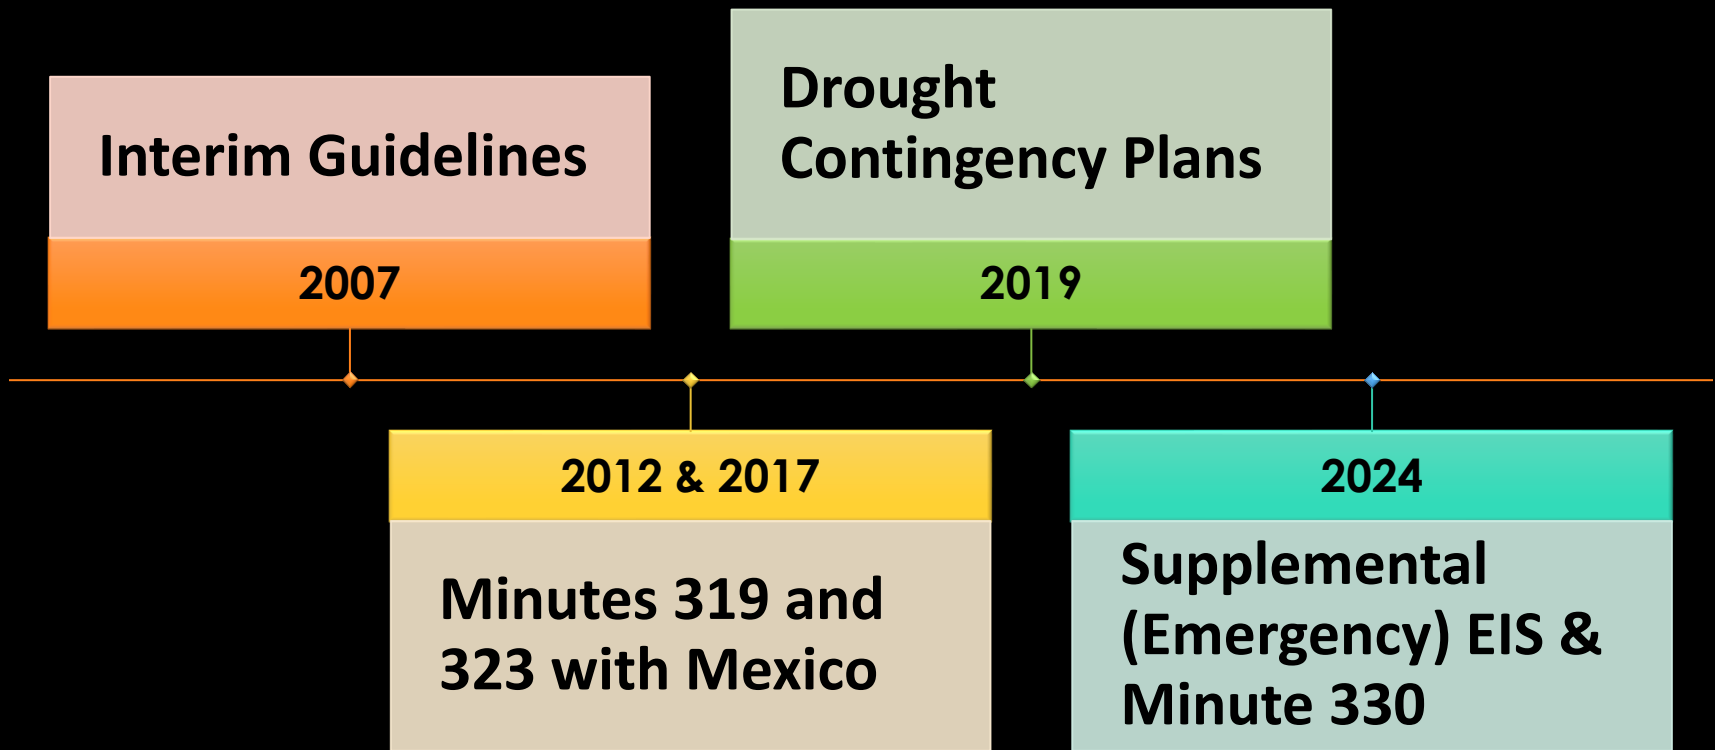 Interim Guidelines
2007
2012 & 2017
Minutes 319 and
323 with Mexico
Drought
Contingency Plans
2019
2024
Supplemental
(Emergency) EIS &
Minute 330